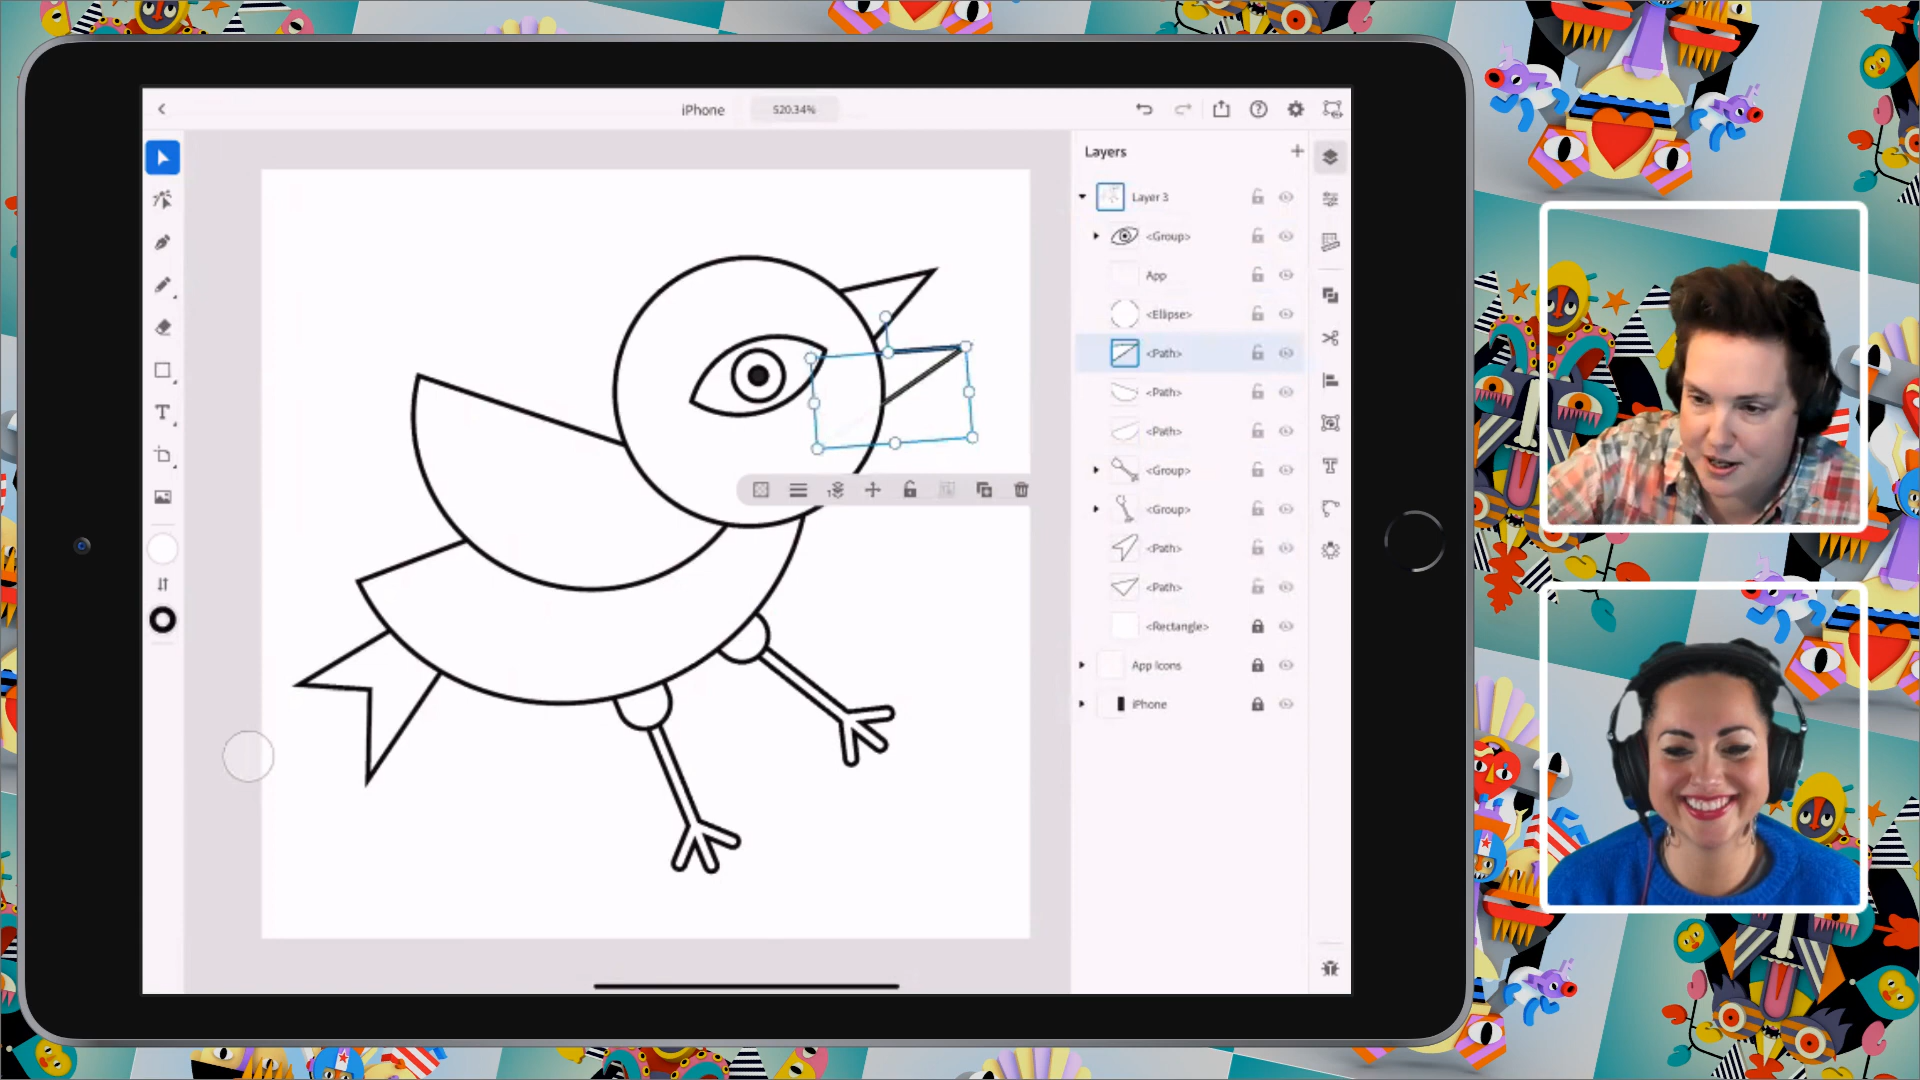 iPhone
520.34%
Layers
Layer 3
<Group>
App
<Ellipse>
<Path>
<Path>
<Path>
<Group>
<Group>
<Path>
<Path>
<Rectangle>
App Icons
iPhone